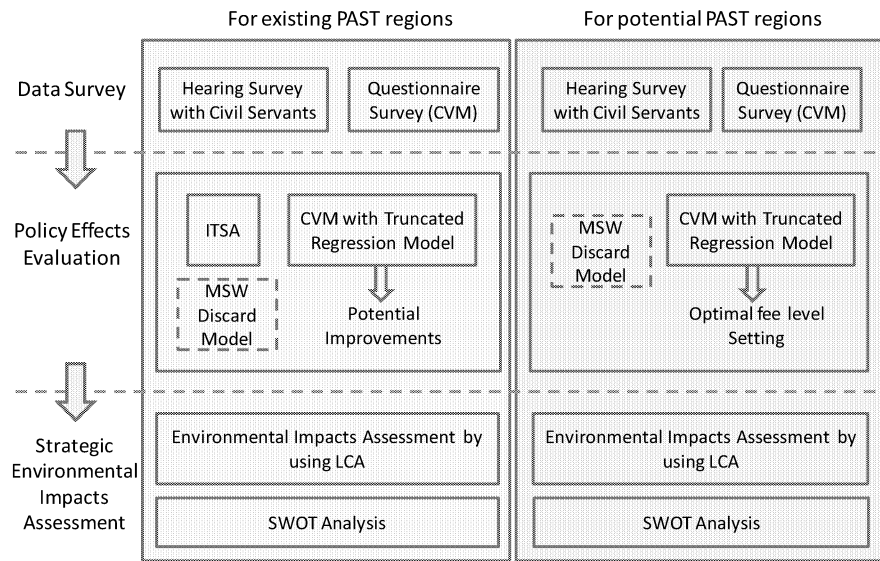 For existing PAST regions
For potential PAST regions
Data Survey
Hearing Survey
with Civil Servants
Questionnaire
Survey (CVM)
Hearing Survey
with Civil Servants
Questionnaire
Survey (CVM)
Policy Effects
Evaluation
ITSA
CVM with Truncated
Regression Model
MSW
Discard
Model
Potential
Improvements
MSW
Discard
Model
CVM with Truncated
Regression Model
Optimal fee level
Setting
Strategic
Environmental
Impacts
Assessment
Environmental Impacts Assessment by
using LCA
SWOT Analysis
Environmental Impacts Assessment by
using LCA
SWOT Analysis